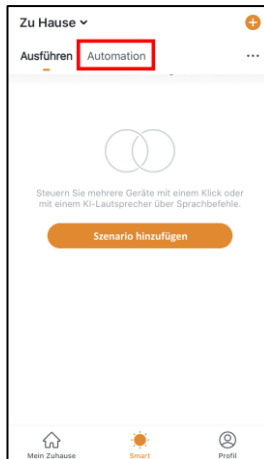 Zu Hause
Ausführen Automation
Steuern Sie mehrere Geräte mit einem Klick oder
mit einem KI-Lautsprecher über Sprachbefehle.
Szenario hinzufügen
Mein Zuhause Smart Profil